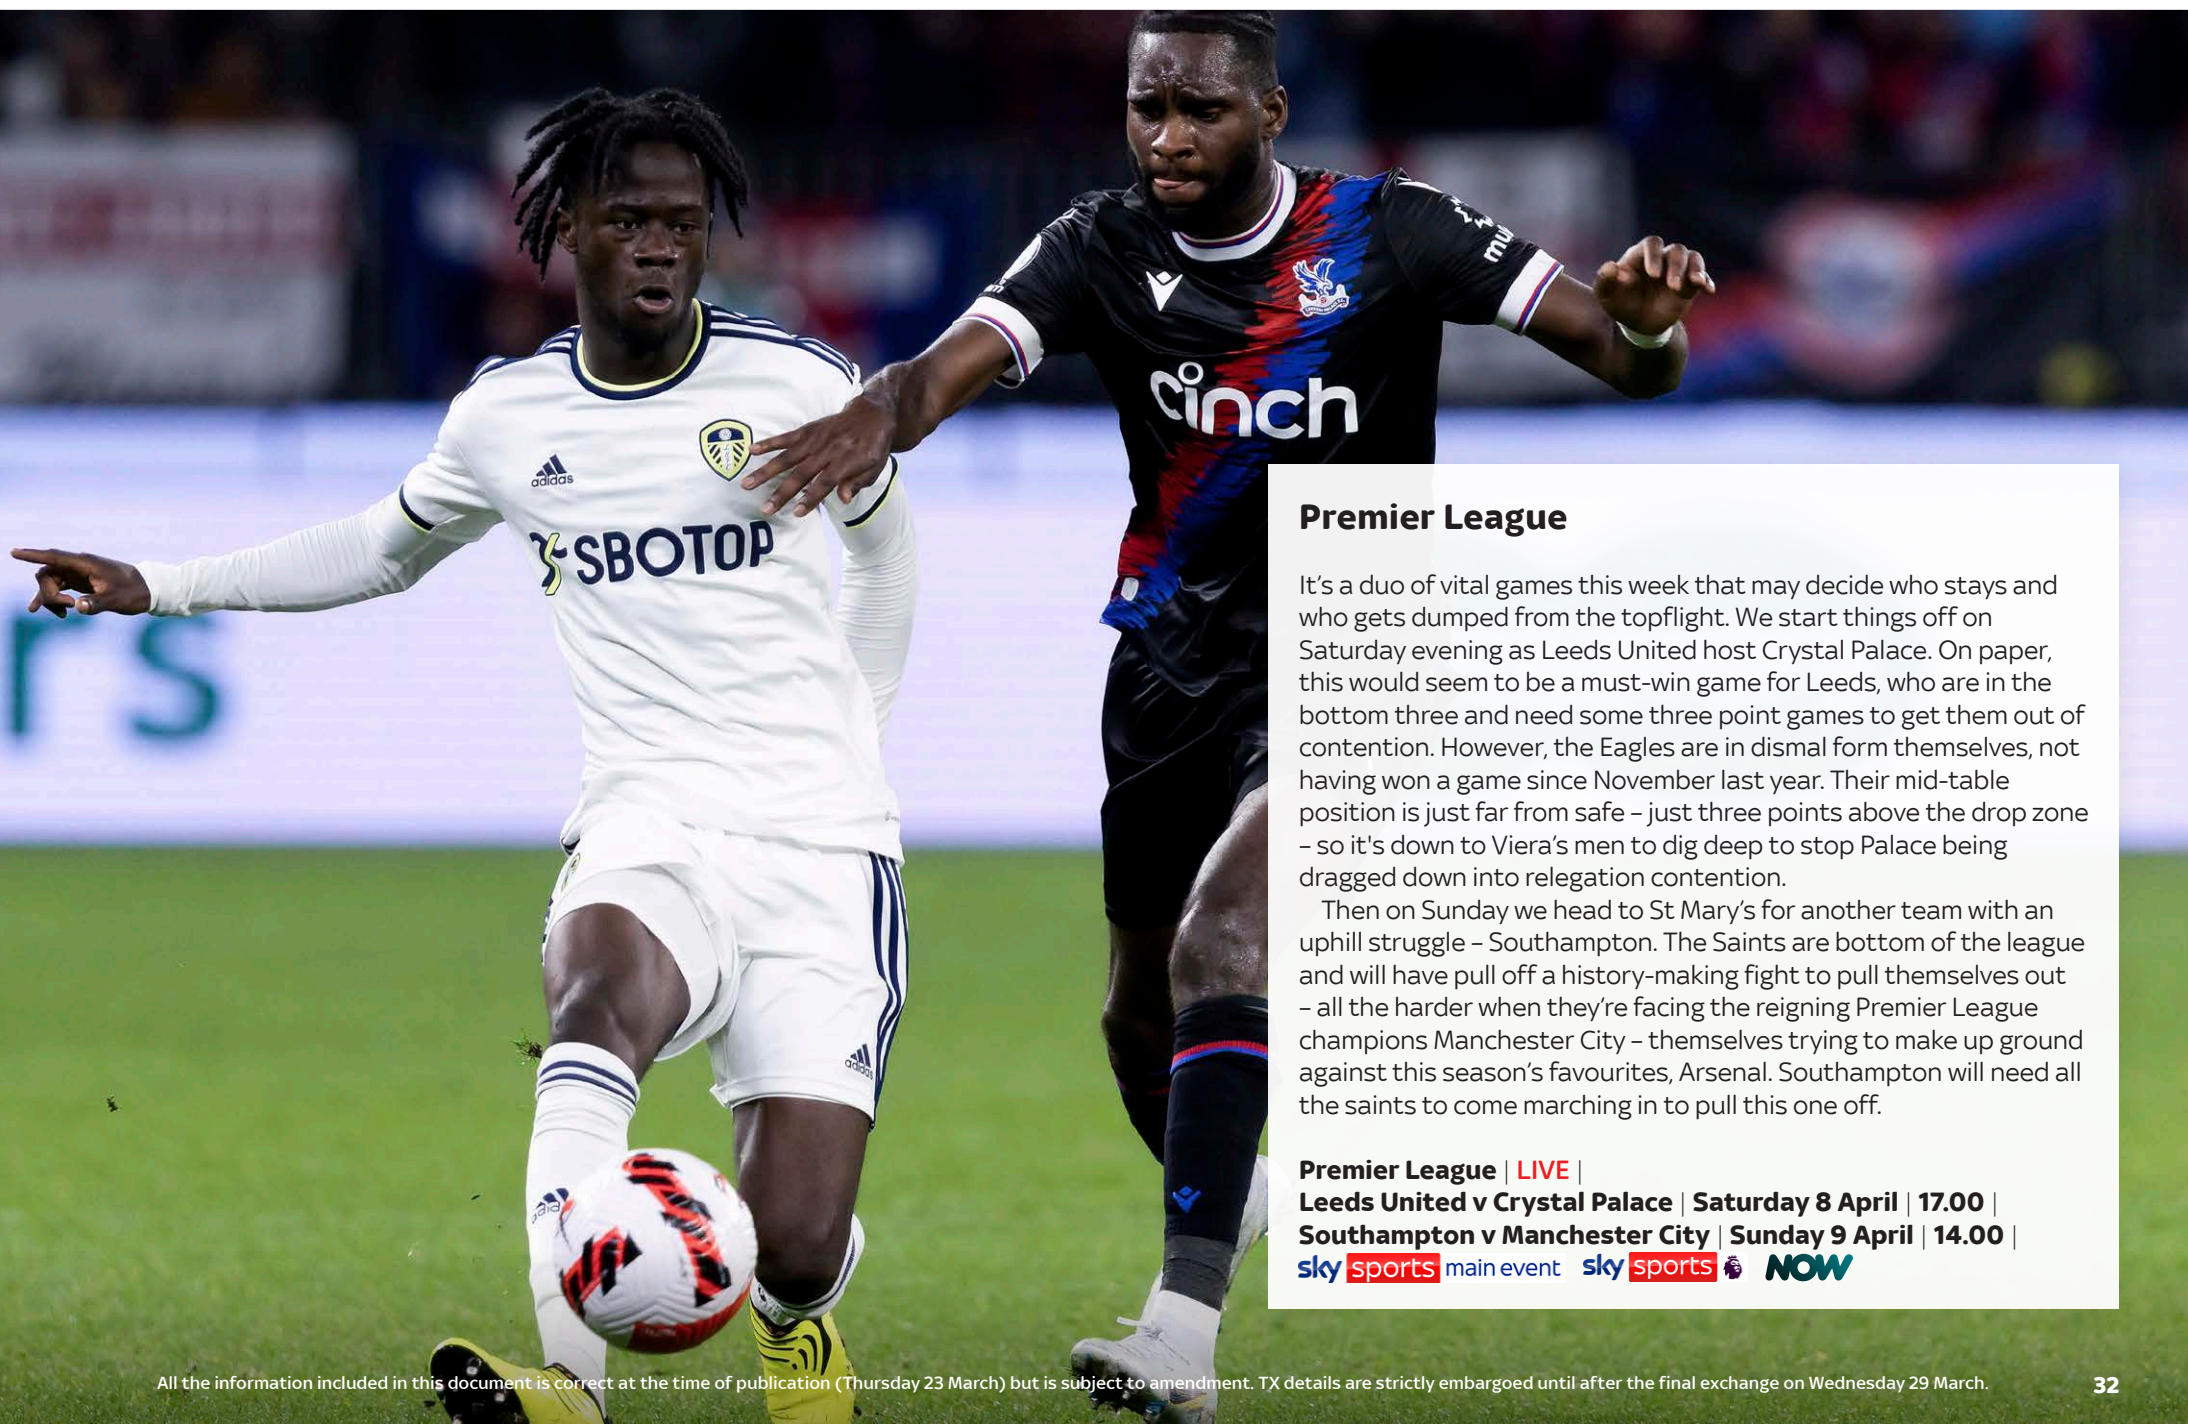 adidas
SBOTOP
cinch
mu
rs
adidas
adid
Premier League
It’s a duo of vital games this week that may decide who stays and
who gets dumped from the topflight. We start things off on
Saturday evening as Leeds United host Crystal Palace. On paper,
this would seem to be a must-win game for Leeds, who are in the
bottom three and need some three point games to get them out of
contention. However, the Eagles are in dismal form themselves, not
having won a game since November last year. Their mid-table
position is just far from safe – just three points above the drop zone
– so it's down to Viera’s men to dig deep to stop Palace being
dragged down into relegation contention.
Then on Sunday we head to St Mary’s for another team with an
uphill struggle – Southampton. The Saints are bottom of the league
and will have pull off a history-making fight to pull themselves out
– all the harder when they’re facing the reigning Premier League
champions Manchester City – themselves trying to make up ground
against this season’s favourites, Arsenal. Southampton will need all
the saints to come marching in to pull this one off.
Premier League | LIVE |
Leeds United v Crystal Palace | Saturday 8 April | 17.00 |
Southampton v Manchester City | Sunday 9 April | 14.00 |
sky sports main event sky sports NOW
All the information included in this document is correct at the time of publication (Thursday 23 March) but is subject to amendment. TX details are strictly embargoed until after the final exchange on Wednesday 29 March.
32